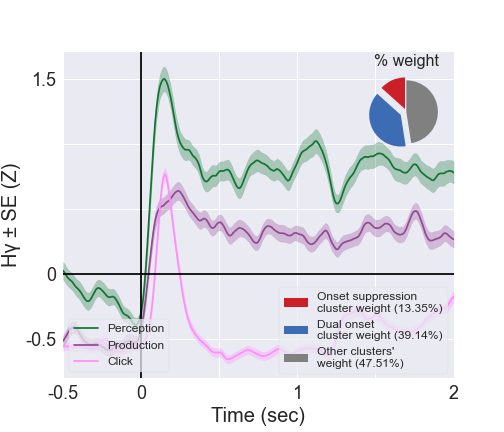 % weight
1.5
0
-0.5
Hγ ± SE (Z)
Perception
Production
Click
Onset suppression
cluster weight (13.35%)
Dual onset
cluster weight (39.14%)
Other clusters'
weight (47.51%)
-0.5 0 1 2
Time (sec)